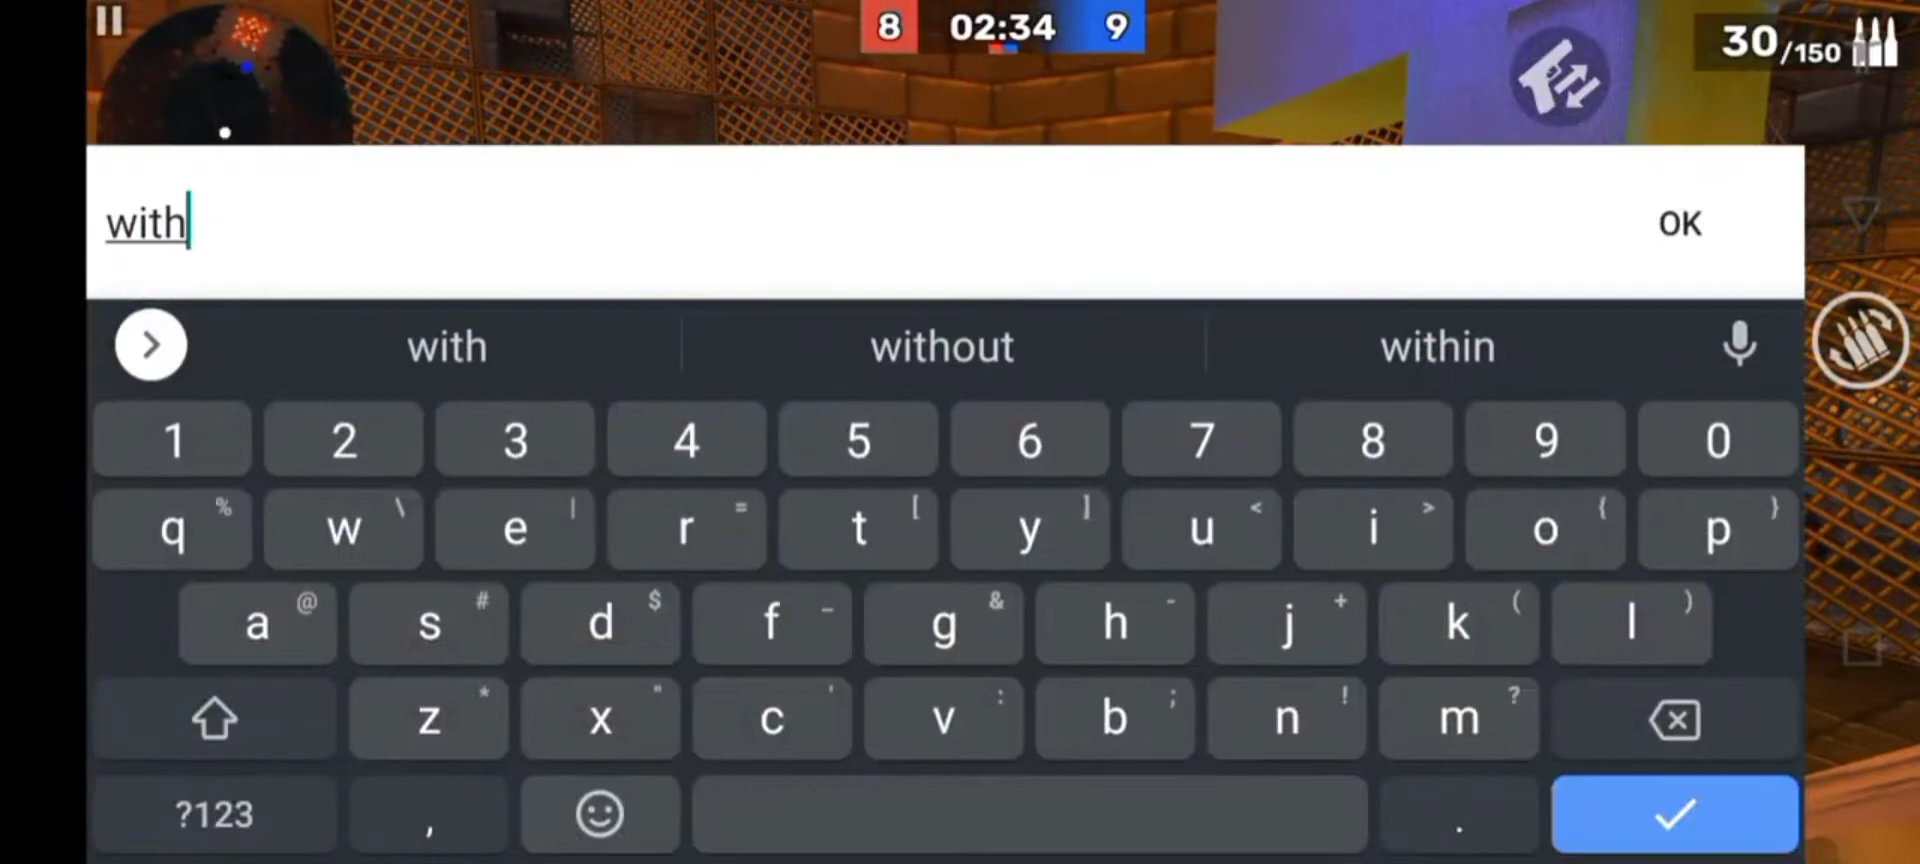 8 02:34 9
30/150
with
OK
with without within
1 2 3 4 5 6 7 8 9 0
% \ | = [ ] < > { }
q w e r t y u i o p
@ # $ _ & - + ( )
a s d f g h j k l
* " ' : ; ! ?
z x c v b n m
?123 , .